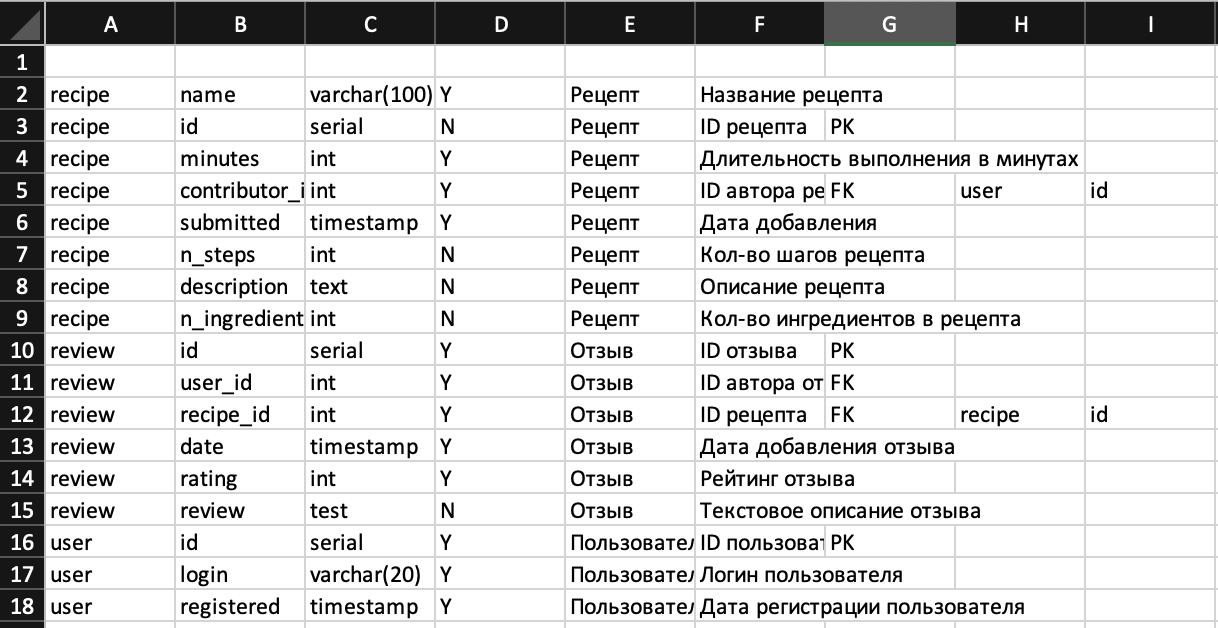 A B C D E F G H I
1
2 recipe name varchar(100) Y Рецепт Название рецепта
3 recipe id serial N Рецепт ID рецепта PK
4 recipe minutes int Y Рецепт Длительность выполнения в минутах
5 recipe contributor_i int Y Рецепт ID автора ре FK user id
6 recipe submitted timestamp Y Рецепт Дата добавления
7 recipe n_steps int N Рецепт Кол-во шагов рецепта
8 recipe description text N Рецепт Описание рецепта
9 recipe n_ingredient int N Рецепт Кол-во ингредиентов в рецепта
10 review id serial Y Отзыв ID отзыва PK
11 review user_id int Y Отзыв ID автора от FK
12 review recipe_id int Y Отзыв ID рецепта FK recipe id
13 review date timestamp Y Отзыв Дата добавления отзыва
14 review rating int Y Отзыв Рейтинг отзыва
15 review review test N Отзыв Текстовое описание отзыва
16 user id serial Y Пользовател ID пользоват PK
17 user login varchar(20) Y Пользовател Логин пользователя
18 user registered timestamp Y Пользовател Дата регистрации пользователя